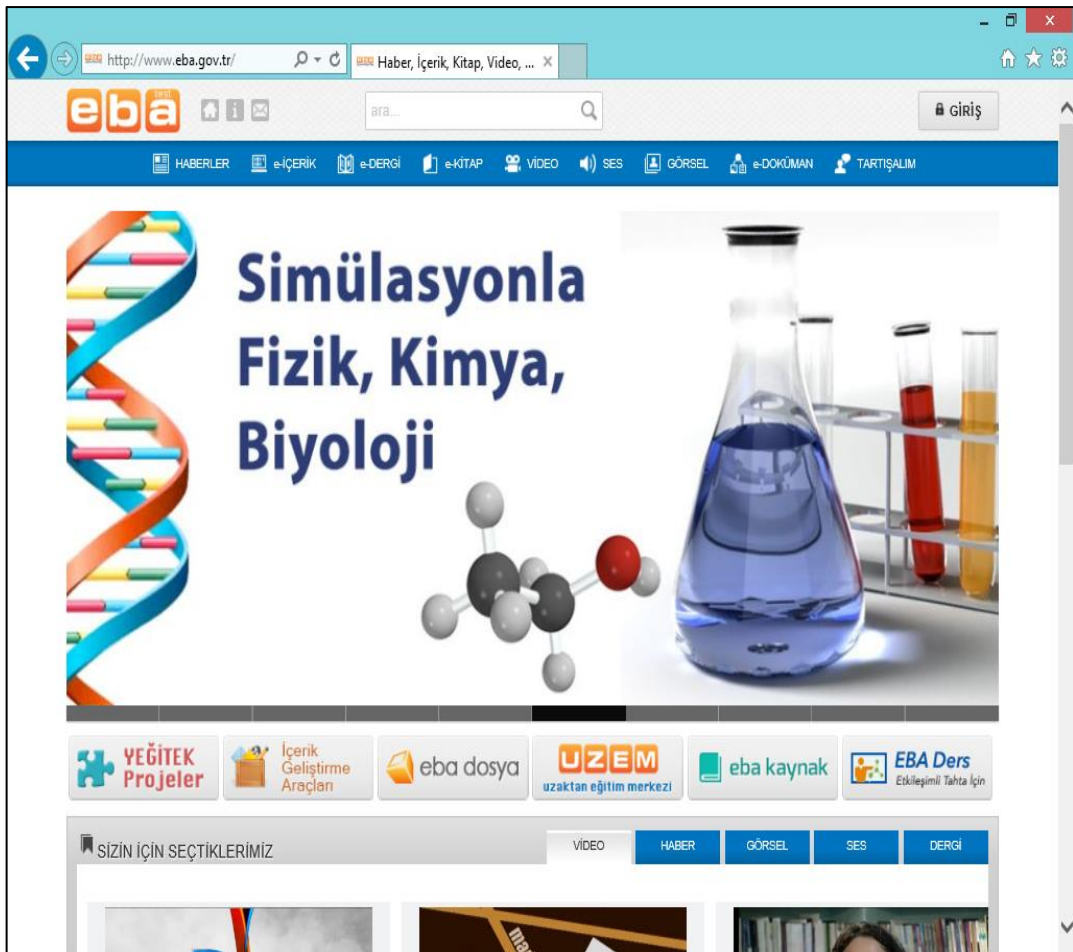 http://www.eba.gov.tr/
Haber, İçerik, Kitap, Video, ...
eba
test
ara...
GİRİŞ
HABERLER e-İÇERİK e-DERGİ e-KİTAP VİDEO SES GÖRSEL e-DOKÜMAN TARTIŞALIM
Simülasyonla
Fizik, Kimya,
Biyoloji
YEĞİTEK
Projeler
İçerik
Geliştirme
Araçları
eba dosya
UZEM
uzaktan eğitim merkezi
eba kaynak
EBA Ders
Etkileşimli Tahta İçin
SİZİN İÇİN SEÇTİKLERİMİZ
VİDEO HABER GÖRSEL SES DERGİ